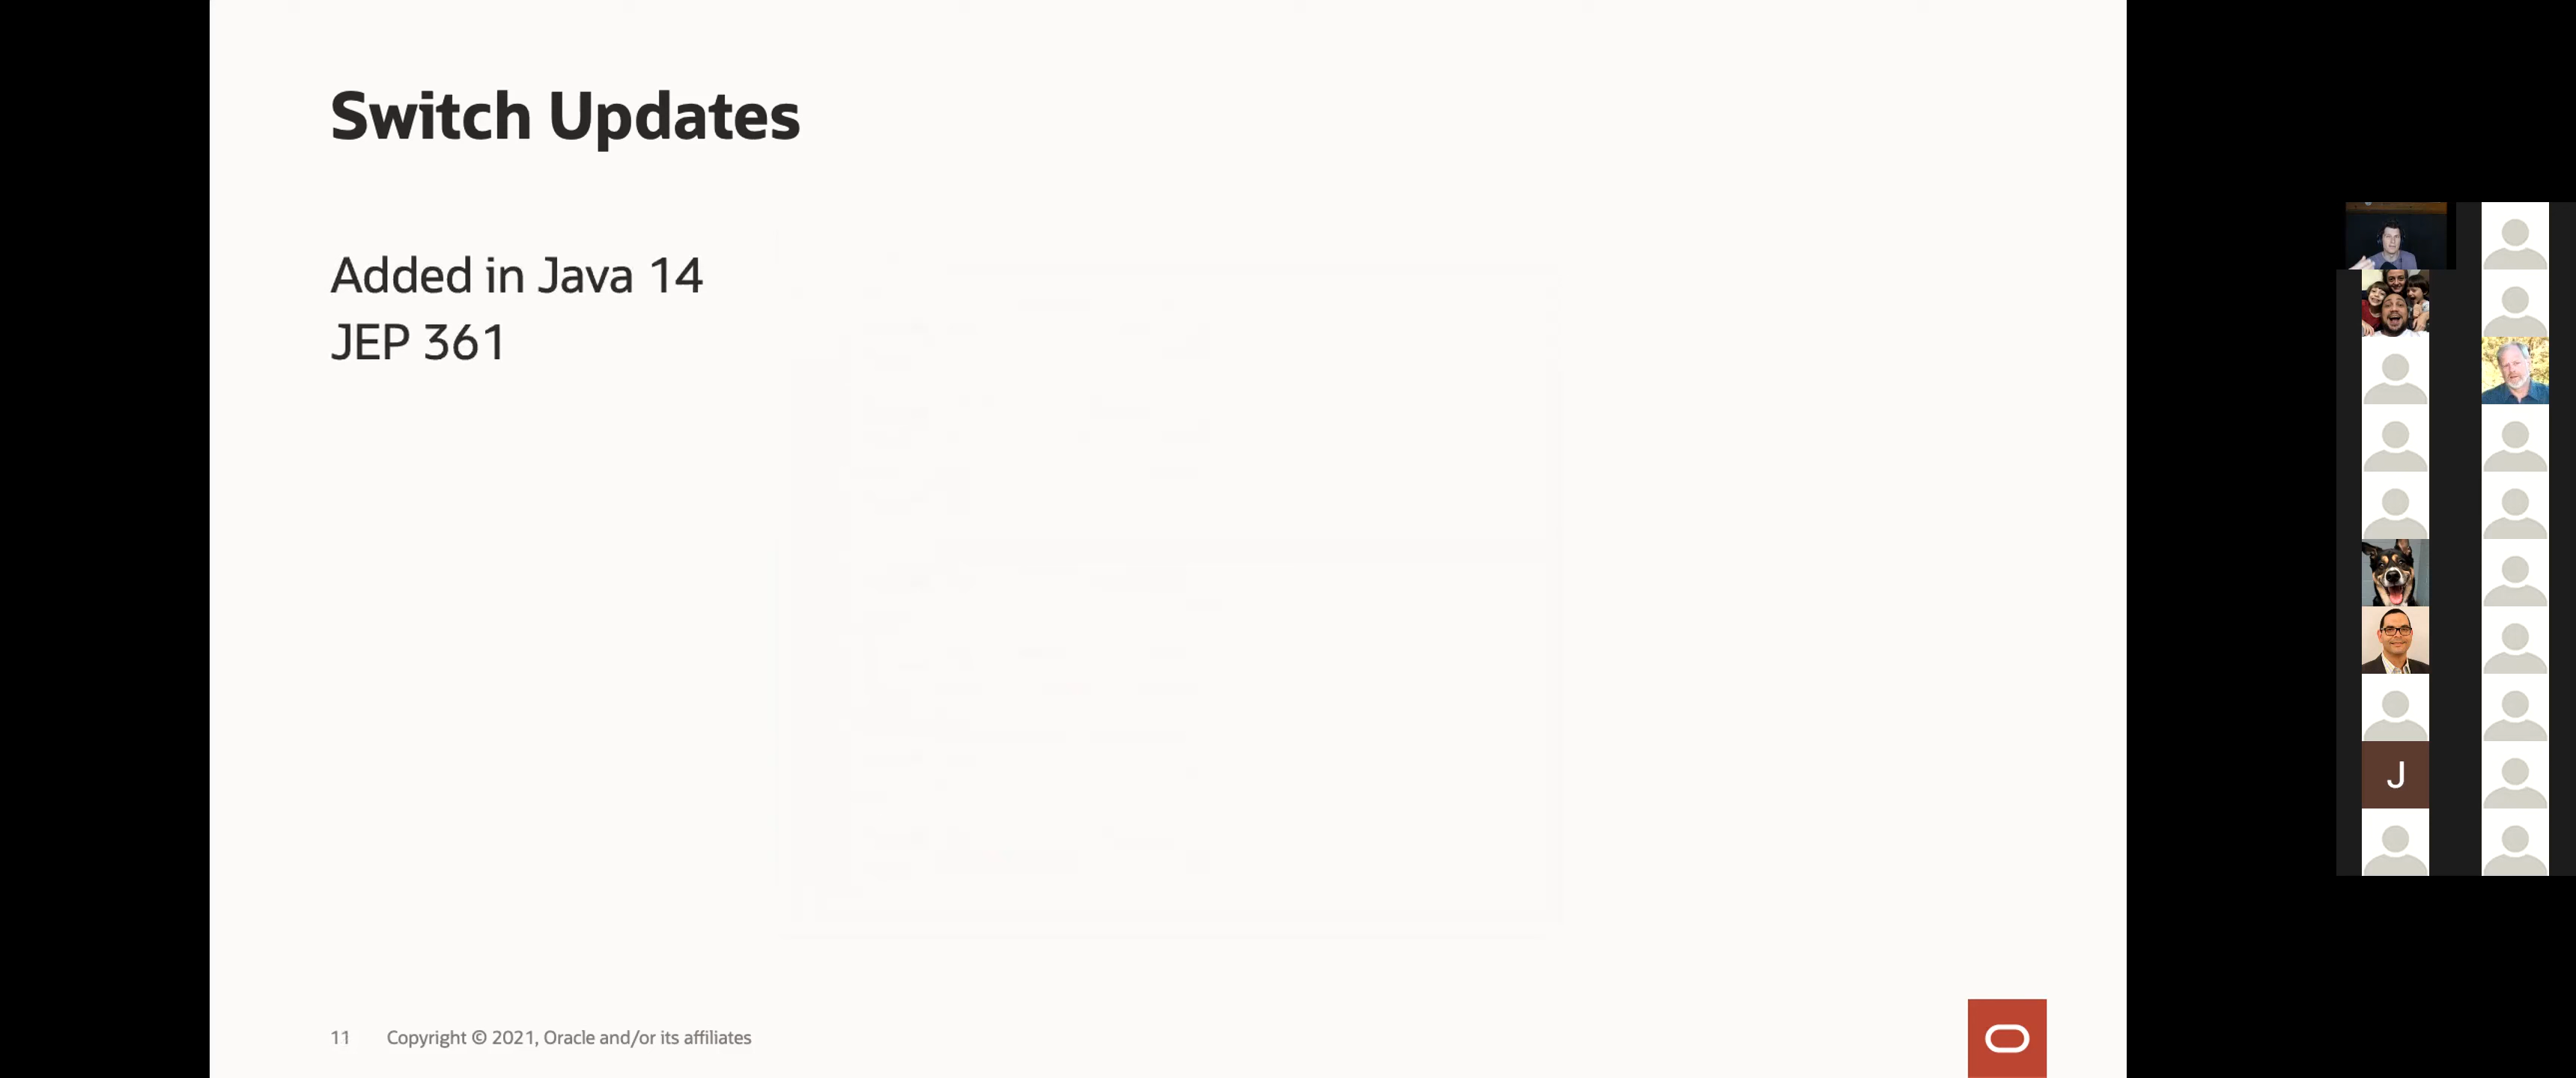 Switch Updates
Added in Java 14
JEP 361
11 Copyright © 2021, Oracle and/or its affiliates
J